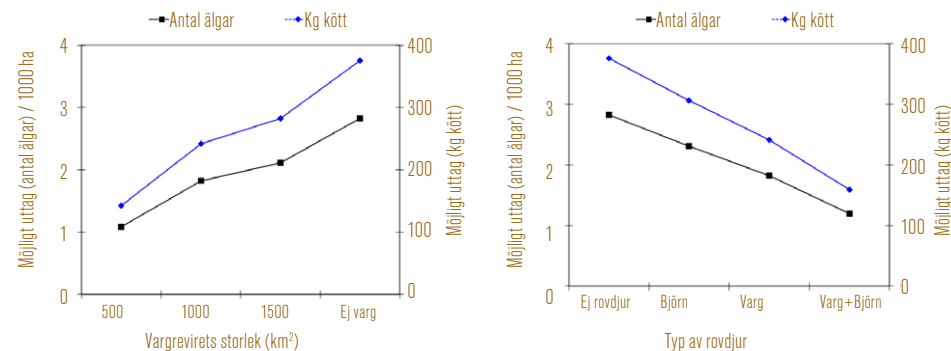 Antal älgar Kg kött
Möjligt uttag (antal älgar) / 1000 ha
4
3
2
1
0
400
300
200
100
0
Möjligt uttag (kg kött)
500 1000 1500 Ej varg
Vargrevirets storlek (km²)
Antal älgar Kg kött
Möjligt uttag (antal älgar) / 1000 ha
4
3
2
1
0
400
300
200
100
0
Möjligt uttag (kg kött)
Ej rovdjur Björn Varg Varg+Björn
Typ av rovdjur